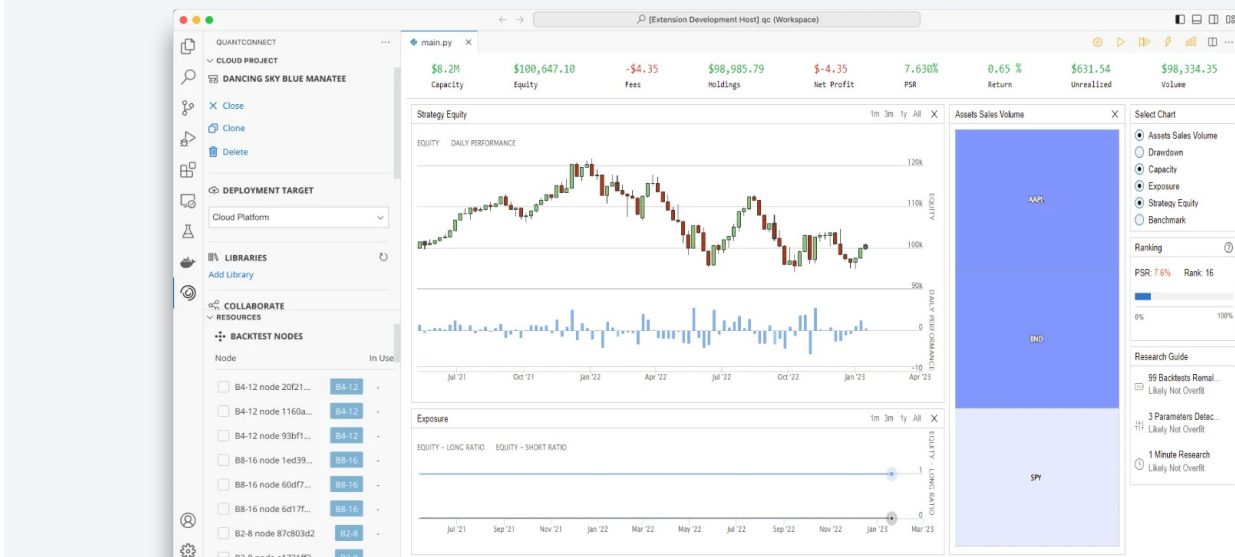 [Extension Development Host] qc (Workspace)
QUANTCONNECT
CLOUD PROJECT
DANCING SKY BLUE MANATEE
Close
Clone
Delete
DEPLOYMENT TARGET
Cloud Platform
LIBRARIES
Add Library
COLLABORATE
RESOURCES
BACKTEST NODES
Node In Use
B4-12 node 20f21... B4-12 -
B4-12 node 1160a... B4-12 -
B4-12 node 93bf1... B4-12 -
B8-16 node 1ed39... B8-16 -
B8-16 node 60df7... B8-16 -
B8-16 node 6d17f... B8-16 -
B2-8 node 87c803d2 B2-8 -
main.py
$8.2M $100,647.10 -$4.35 $98,985.79 $-4.35 7.630% 0.65 % $631.54 $98,334.35
Capacity Equity Fees Holdings Net Profit PSR Return Unrealized Volume
Strategy Equity 1m 3m 1y All X
EQUITY DAILY PERFORMANCE
120k
110k
100k
90k
EQUITY
0
-10
DAILY PERFORMANCE
Jul '21 Oct '21 Jan '22 Apr '22 Jul '22 Oct '22 Jan '23 Apr '23
Exposure 1m 3m 1y All X
EQUITY - LONG RATIO EQUITY - SHORT RATIO
1
0
EQUITY - LONG RATIO
Jul '21 Sep '21 Nov '21 Jan '22 Mar '22 May '22 Jul '22 Sep '22 Nov '22 Jan '23 Mar '23
Assets Sales Volume X
AAPL
BND
SPY
Select Chart
Assets Sales Volume
Drawdown
Capacity
Exposure
Strategy Equity
Benchmark
Ranking
PSR: 7.6% Rank: 16
0% 100%
Research Guide
99 Backtests Remai...
Likely Not Overfit
3 Parameters Detec...
Likely Not Overfit
1 Minute Research
Likely Not Overfit